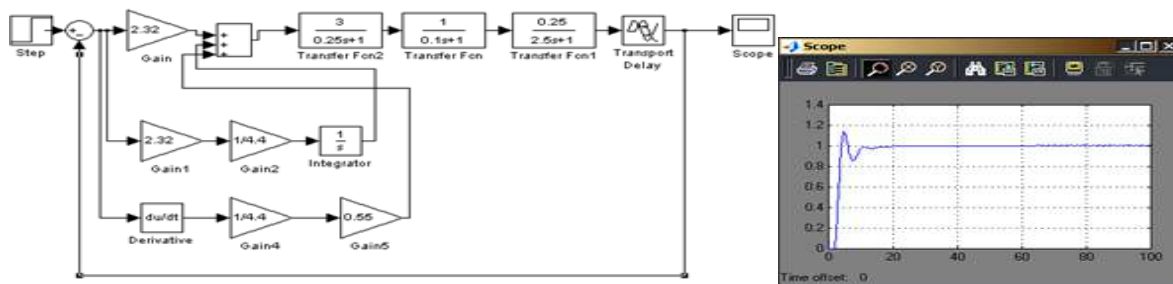 Step
2.32
Gain
3
0.25s+1
Transfer Fcn2
1
0.1s+1
Transfer Fcn
0.25
2.5s+1
Transfer Fcn1
Transport
Delay
Scope
2.32
Gain1
1/4.4
Gain2
1
s
Integrator
du/dt
Derivative
1/4.4
Gain4
0.55
Gain5
Scope
1.4
1.2
1
0.8
0.6
0.4
0.2
0
0
20
40
60
80
100
Time offset: 0